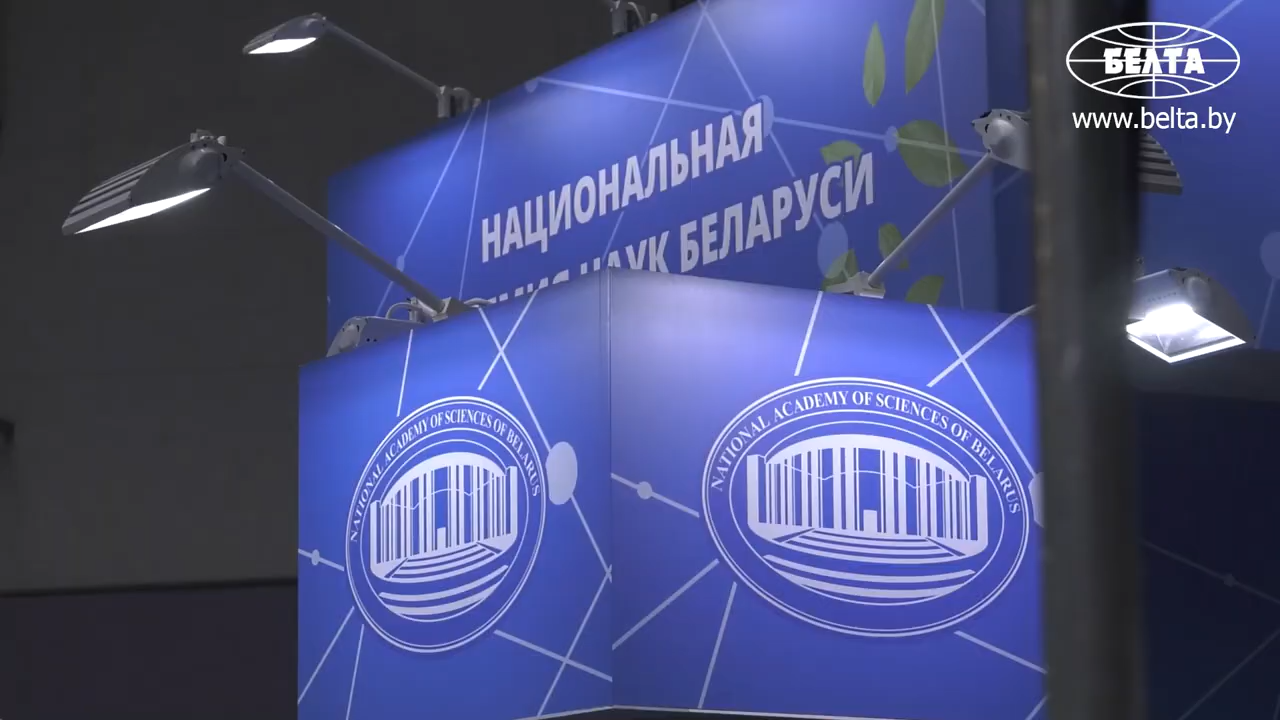 БЕЛТА
www.belta.by
НАЦИОНАЛЬНАЯ
НАУК БЕЛАРУСИ
NATIONAL ACADEMY OF SCIENCES OF BELARUS
NATIONAL ACADEMY OF SCIENCES OF BELARUS